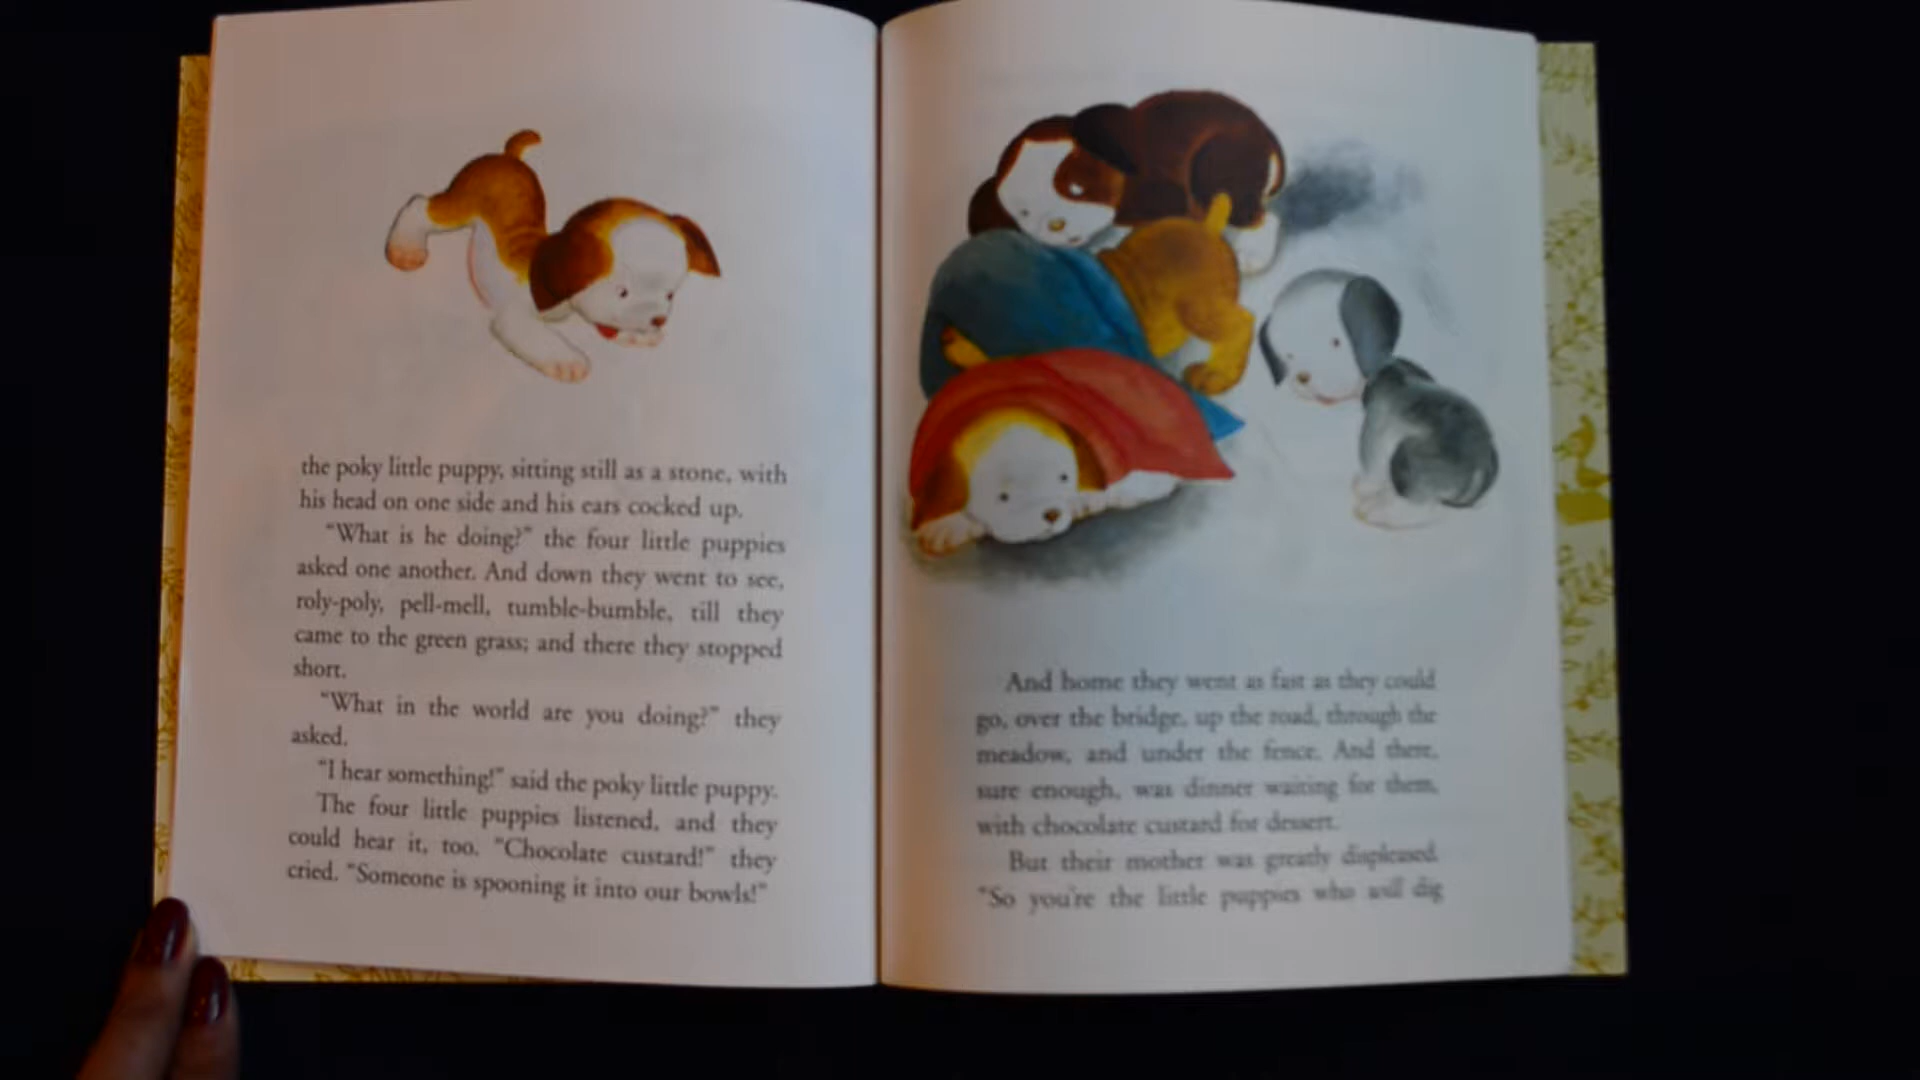 the poky little puppy, sitting still as a stone, with
his head on one side and his ears cocked up.
“What is he doing?” the four little puppies
asked one another. And down they went to see,
roly-poly, pell-mell, tumble-bumble, till they
came to the green grass; and there they stopped
short.
“What in the world are you doing?” they
asked.
“I hear something!” said the poky little puppy.
The four little puppies listened, and they
could hear it, too. “Chocolate custard!” they
cried. “Someone is spooning it into our bowls!”
And home they went as fast as they could
go, over the bridge, up the road, through the
meadow, and under the fence. And there,
sure enough, was dinner waiting for them,
with chocolate custard for dessert.
But their mother was greatly displeased.
“So you're the little puppies who will dig